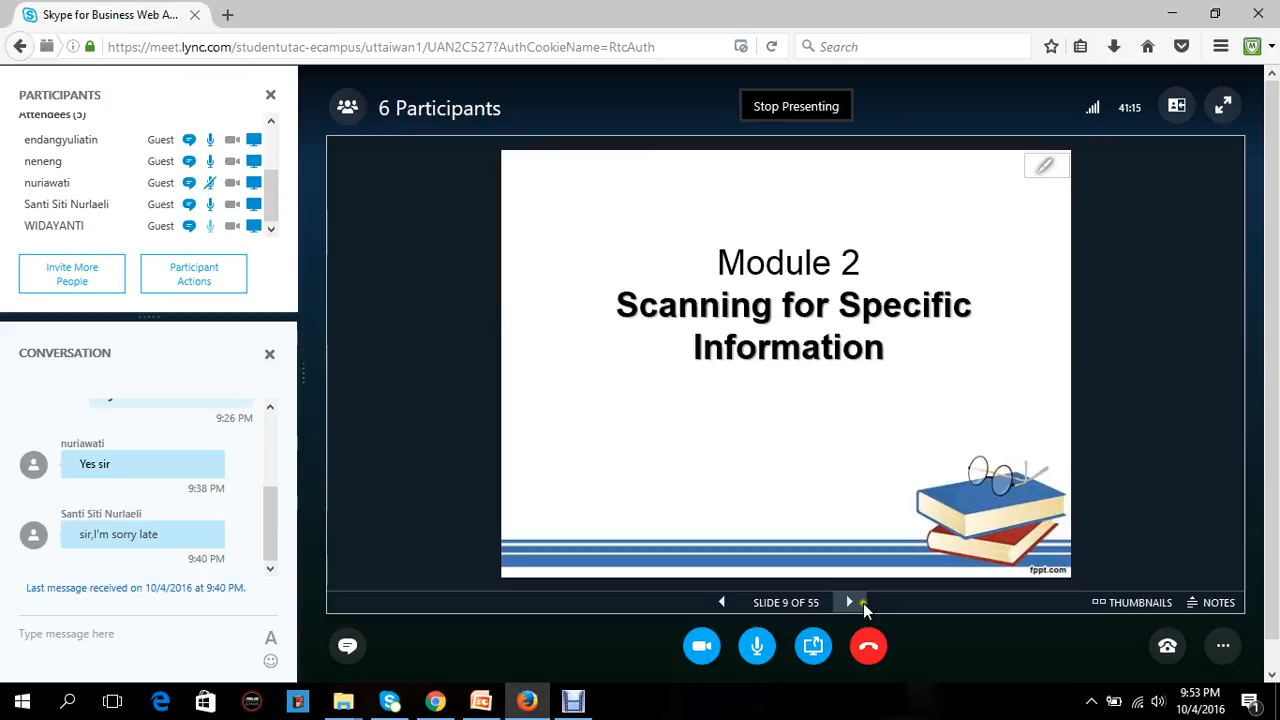 Skype for Business Web A...
https://meet.lync.com/studentutac-ecampus/uttaiwan1/UAN2C527?AuthCookieName=RtcAuth
Search
PARTICIPANTS
Attendees (5)
endangyuliatin Guest
neneng Guest
nuriawati Guest
Santi Siti Nurlaeli Guest
WIDAYANTI Guest
Invite More
People
Participant
Actions
CONVERSATION
9:26 PM
nuriawati
Yes sir
9:38 PM
Santi Siti Nurlaeli
sir,I'm sorry late
9:40 PM
Last message received on 10/4/2016 at 9:40 PM.
Type message here
A
6 Participants
Stop Presenting
41:15
Module 2
Scanning for Specific
Information
fppt.com
SLIDE 9 OF 55
THUMBNAILS
NOTES
9:53 PM
10/4/2016
1